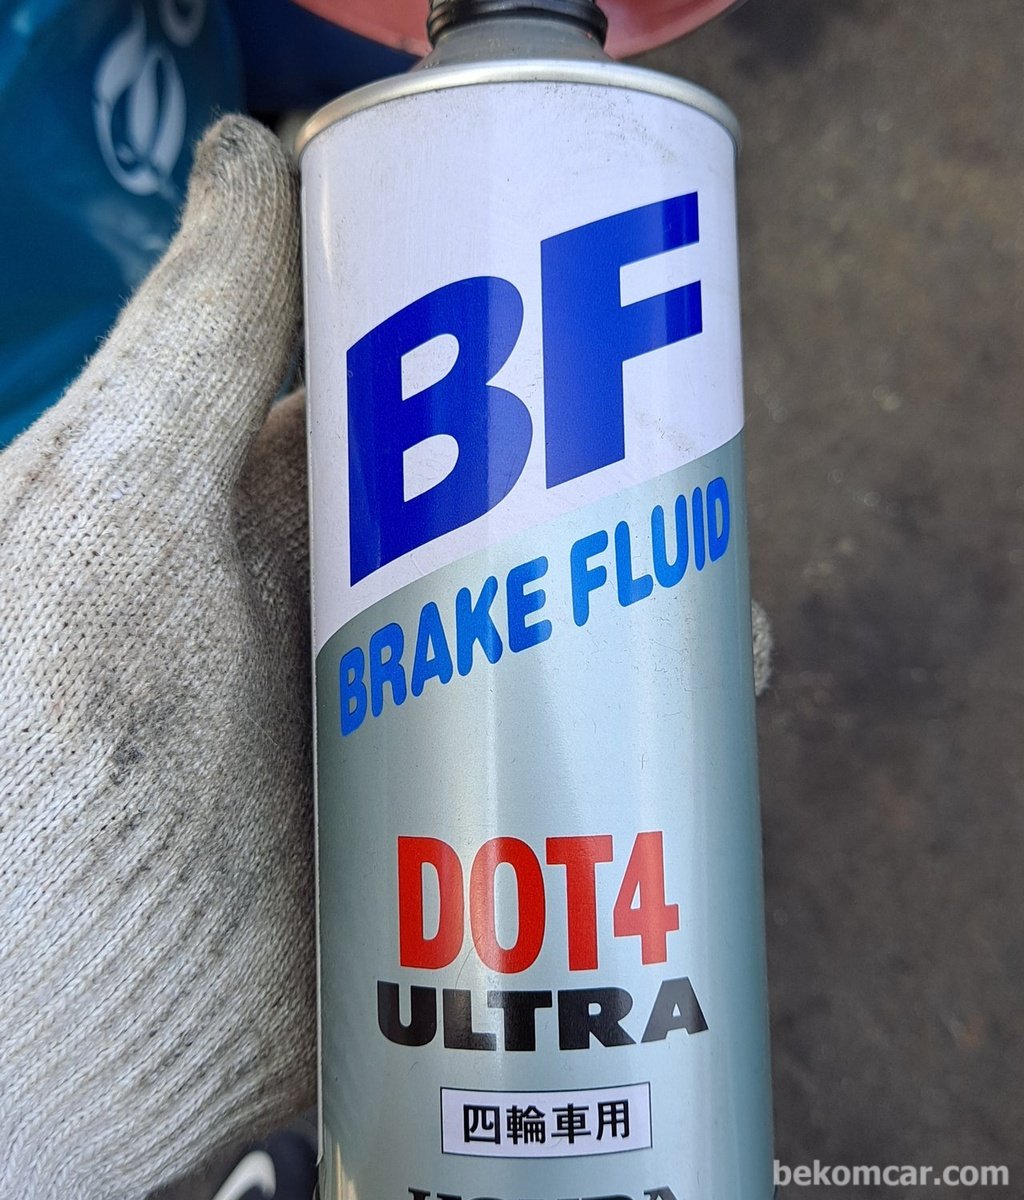 BF
BRAKE FLUID
DOT4
ULTRA
四輪車用
bekomcar.com